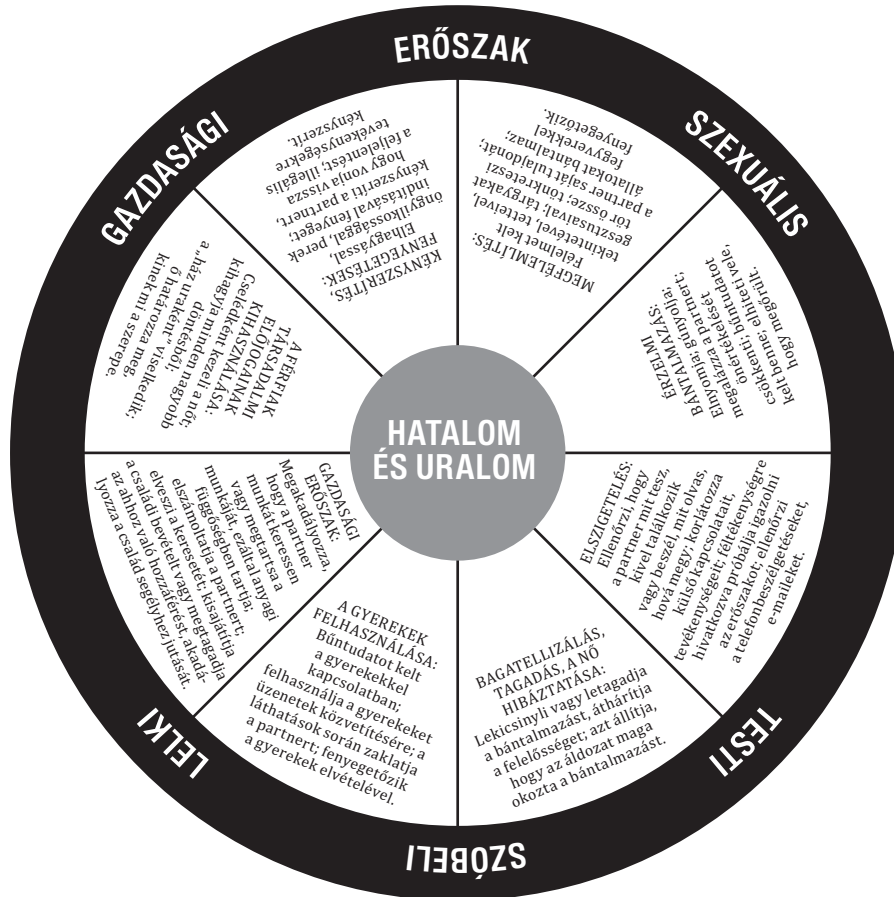 ERŐSZAK
SZEXUÁLIS
TESTI
SZÓBELI
LELKI
GAZDASÁGI
HATALOM
ÉS URALOM
MEGFÉLEMLÍTÉS:
Félelmet kelt
tekintetével, tetteivel,
gesztusaival; tárgyakat
tör össze; tönkreteszi
a partner saját tulajdonát;
állatokat bántalmaz;
fegyverekkel
fenyegetőzik.
ÉRZELMI
BÁNTALMAZÁS:
Elnyomja; gúnyolja;
megalázza a partnert;
önértékelését
csökkenti; bűntudatot
kelt benne; elhiteti vele,
hogy megőrült.
ELSZIGETELÉS:
Ellenőrzi, hogy
a partner mit tesz,
kivel találkozik
vagy beszél, mit olvas,
hová megy; korlátozza
külső kapcsolatait,
tevékenységeit; féltékenységre
hivatkozva próbálja igazolni
az erőszakot; ellenőrzi
a telefonbeszélgetéseket,
e-maileket.
BAGATELLIZÁLÁS,
TAGADÁS, A NŐ
HIBÁZTATÁSA:
Lekicsinyli vagy letagadja
a bántalmazást, áthárítja
a felelősséget; azt állítja,
hogy az áldozat maga
okozta a bántalmazást.
A GYEREKEK
FELHASZNÁLÁSA:
Bűntudatot kelt
a gyerekekkel
kapcsolatban;
felhasználja a gyerekeket
üzenetek közvetítésére; a
láthatások során zaklatja
a partnert; fenyegetőzik
a gyerekek elvételével.
GAZDASÁGI
ERŐSZAK:
Megakadályozza,
hogy a partner
munkát keressen
vagy megtartsa a
munkáját, ezáltal anyagi
függőségben tartja;
elszámoltatja a partnert;
elveszi a keresetét; kisajátítja
a családi bevételt vagy megtagadja
az ahhoz való hozzáférést, akadá-
lyozza a család segélyhez jutását.
A FÉRFIAK
TÁRSADALMI
ELŐJOGAINAK
KIHASZNÁLÁSA:
Cselédként kezeli a nőt;
kihagyja minden nagyobb
döntésből;
a „ház uraként" viselkedik;
ő határozza meg,
kinek mi a szerepe.
KÉNYSZERÍTÉS,
FENYEGETÉSEK:
Elhagyással,
öngyilkossággal, perek
indításával fenyeget;
kényszeríti a partnert,
hogy vonja vissza
a feljelentést; illegális
tevékenységekre
kényszerít.